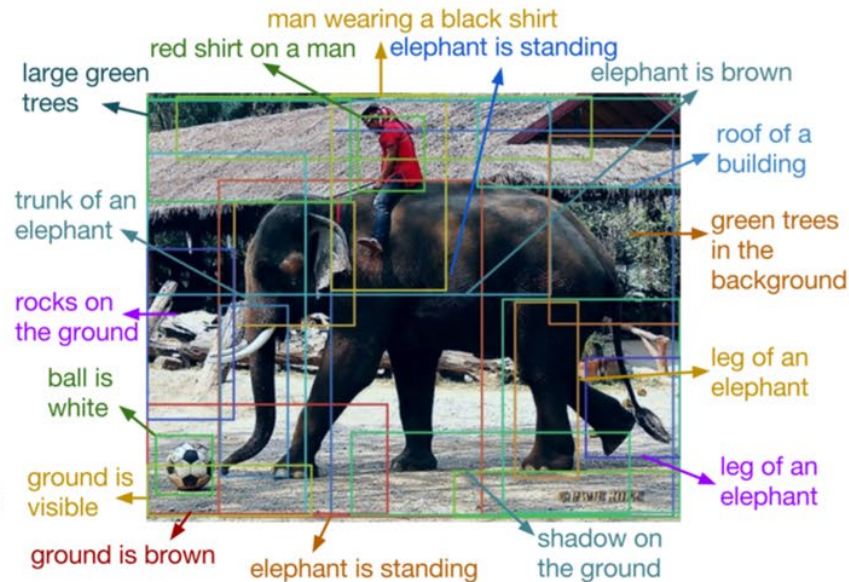 man wearing a black shirt
red shirt on a man
elephant is standing
large green
trees
elephant is brown
roof of a
building
trunk of an
elephant
green trees
in the
background
rocks on
the ground
leg of an
elephant
ball is
white
ground is
visible
leg of an
elephant
ground is brown
elephant is standing
shadow on
the ground